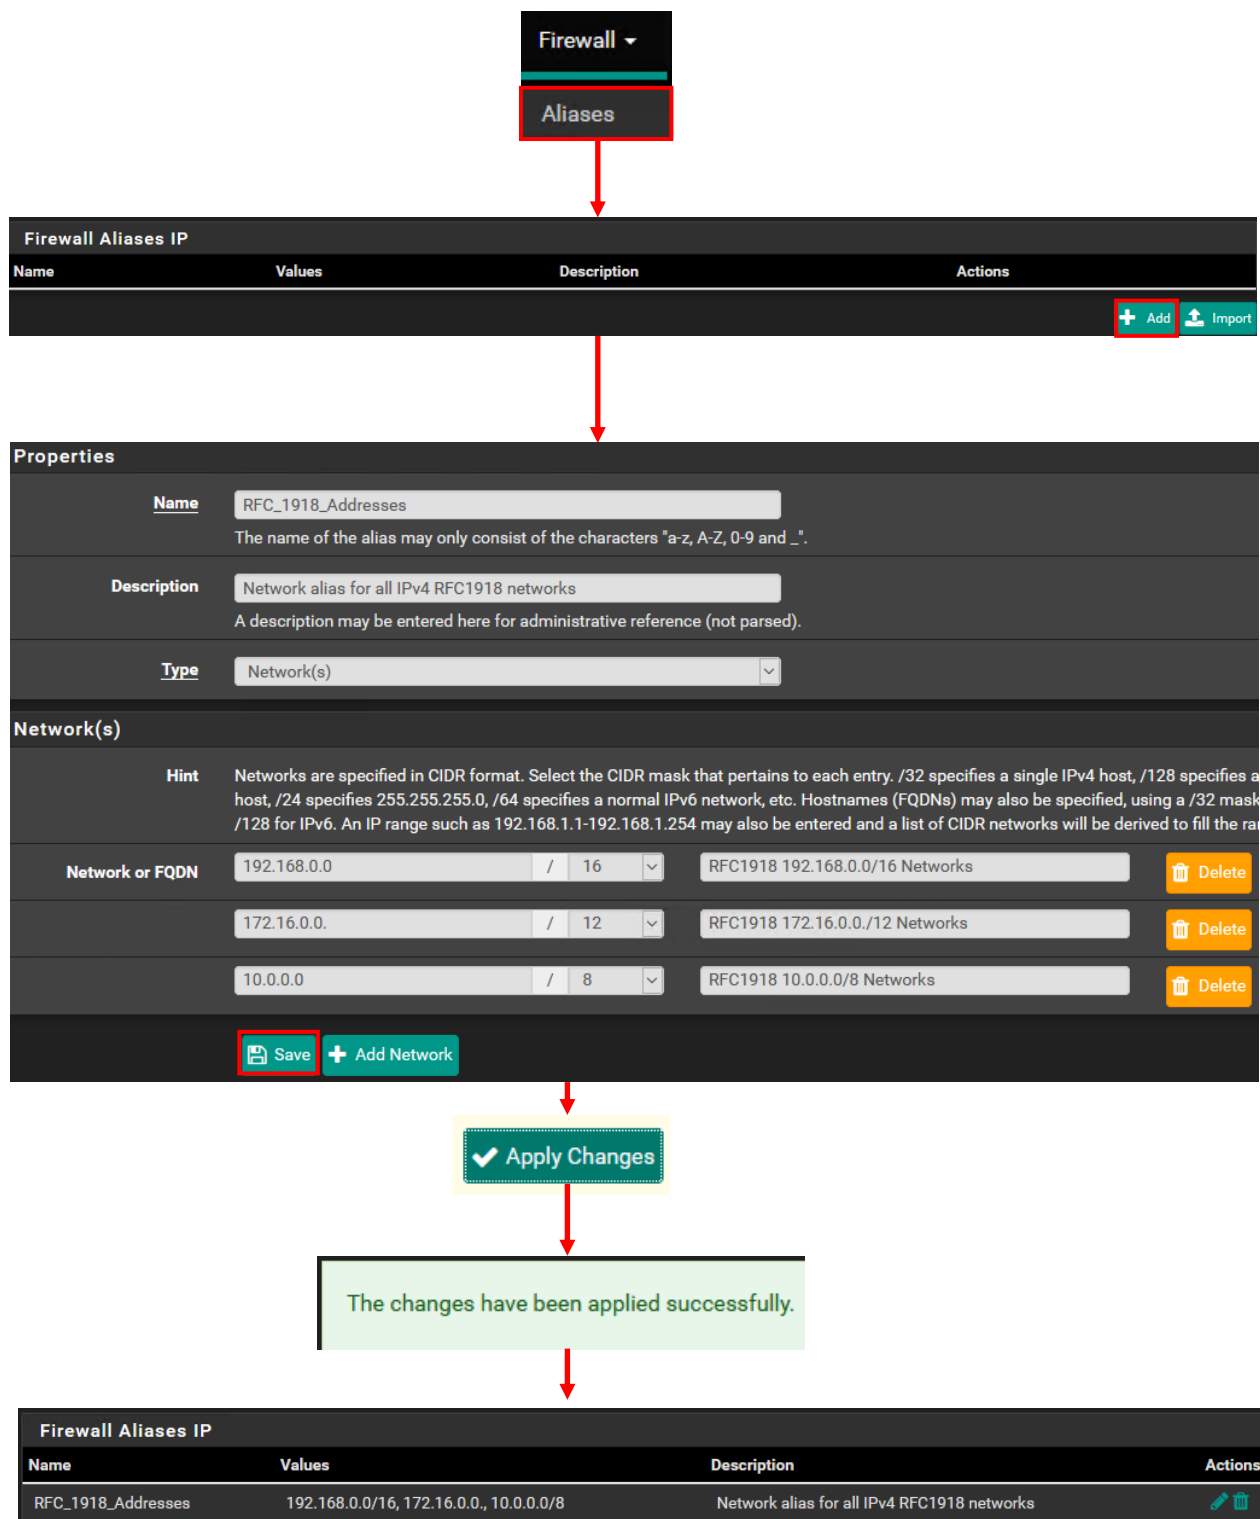 Firewall
Aliases
Firewall Aliases IP
Name Values Description Actions
Add Import
Properties
Name RFC_1918_Addresses
The name of the alias may only consist of the characters "a-z, A-Z, 0-9 and _".
Description Network alias for all IPv4 RFC1918 networks
A description may be entered here for administrative reference (not parsed).
Type Network(s)
Network(s)
Hint Networks are specified in CIDR format. Select the CIDR mask that pertains to each entry. /32 specifies a single IPv4 host, /128 specifies a
host, /24 specifies 255.255.255.0, /64 specifies a normal IPv6 network, etc. Hostnames (FQDNs) may also be specified, using a /32 mask
/128 for IPv6. An IP range such as 192.168.1.1-192.168.1.254 may also be entered and a list of CIDR networks will be derived to fill the ra
Network or FQDN 192.168.0.0 / 16 RFC1918 192.168.0.0/16 Networks Delete
172.16.0.0. / 12 RFC1918 172.16.0.0./12 Networks Delete
10.0.0.0 / 8 RFC1918 10.0.0.0/8 Networks Delete
Save Add Network
Apply Changes
The changes have been applied successfully.
Firewall Aliases IP
Name Values Description Actions
RFC_1918_Addresses 192.168.0.0/16, 172.16.0.0., 10.0.0.0/8 Network alias for all IPv4 RFC1918 networks